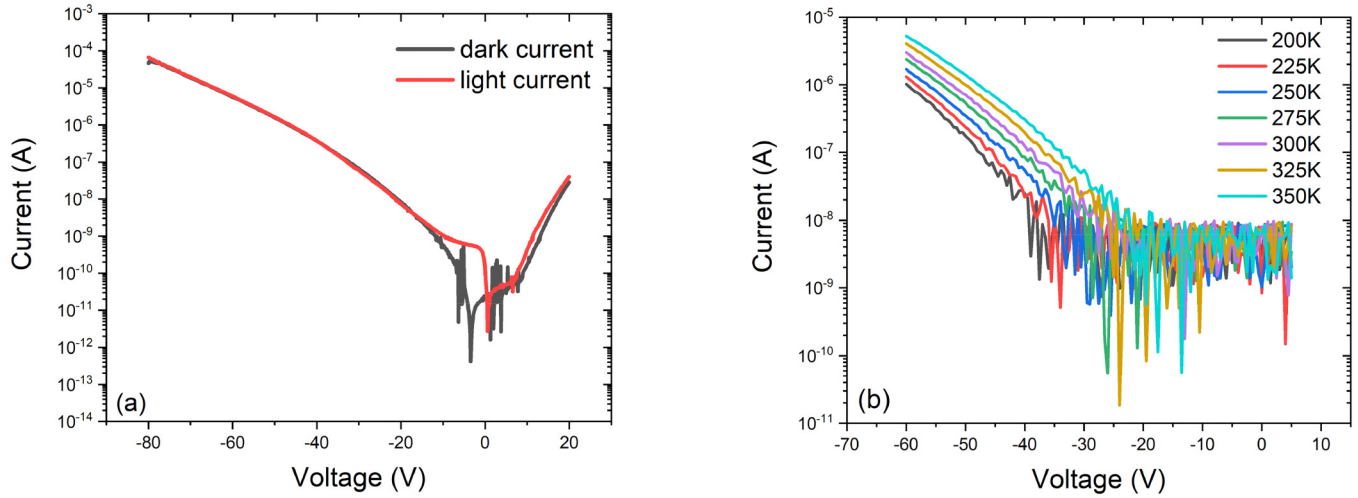 10⁻³
10⁻⁴
10⁻⁵
10⁻⁶
10⁻⁷
10⁻⁸
10⁻⁹
10⁻¹⁰
10⁻¹¹
10⁻¹²
10⁻¹³
10⁻¹⁴
Current (A)
dark current
light current
(a)
-80 -60 -40 -20 0 20
Voltage (V)
10⁻⁵
10⁻⁶
10⁻⁷
10⁻⁸
10⁻⁹
10⁻¹⁰
10⁻¹¹
Current (A)
200K
225K
250K
275K
300K
325K
350K
(b)
-70 -60 -50 -40 -30 -20 -10 0 10
Voltage (V)